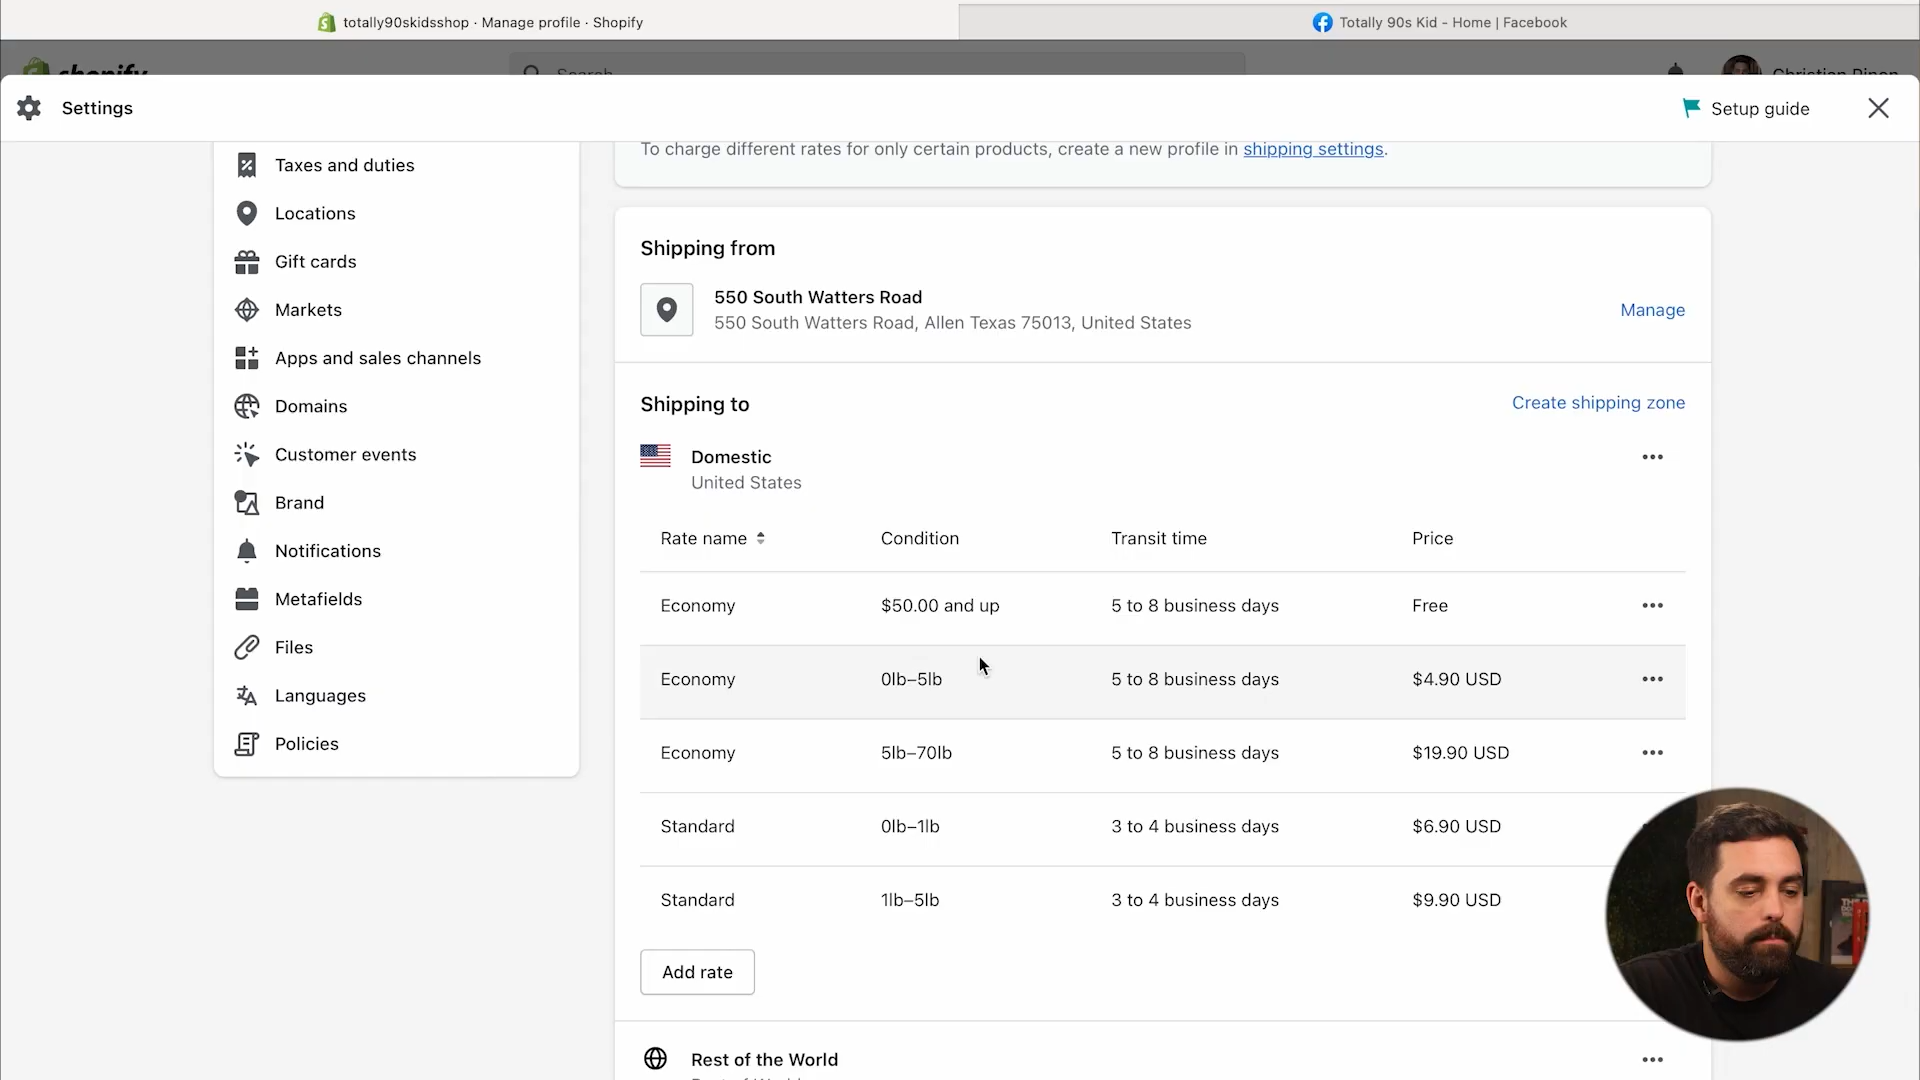 totally90skidsshop · Manage profile · Shopify
Totally 90s Kid - Home | Facebook
shopify
Search
Settings
Setup guide
Taxes and duties
Locations
Gift cards
Markets
Apps and sales channels
Domains
Customer events
Brand
Notifications
Metafields
Files
Languages
Policies
To charge different rates for only certain products, create a new profile in shipping settings.
Shipping from
550 South Watters Road
550 South Watters Road, Allen Texas 75013, United States
Manage
Shipping to
Create shipping zone
Domestic
United States
Rate name Condition Transit time Price
Economy $50.00 and up 5 to 8 business days Free
Economy 0lb–5lb 5 to 8 business days $4.90 USD
Economy 5lb–70lb 5 to 8 business days $19.90 USD
Standard 0lb–1lb 3 to 4 business days $6.90 USD
Standard 1lb–5lb 3 to 4 business days $9.90 USD
Add rate
Rest of the World